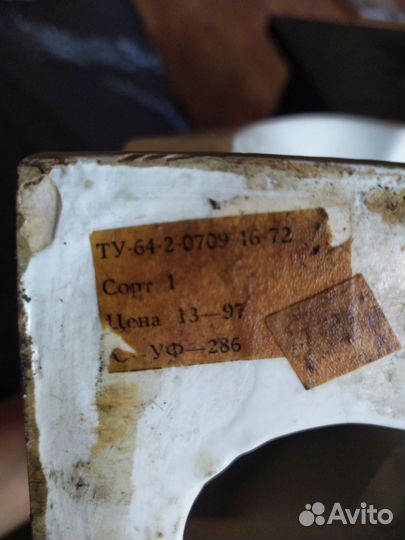 ТУ-64-2-0709 16-72
Сорт 1
Цена 13—97
С—УФ—286
Avito